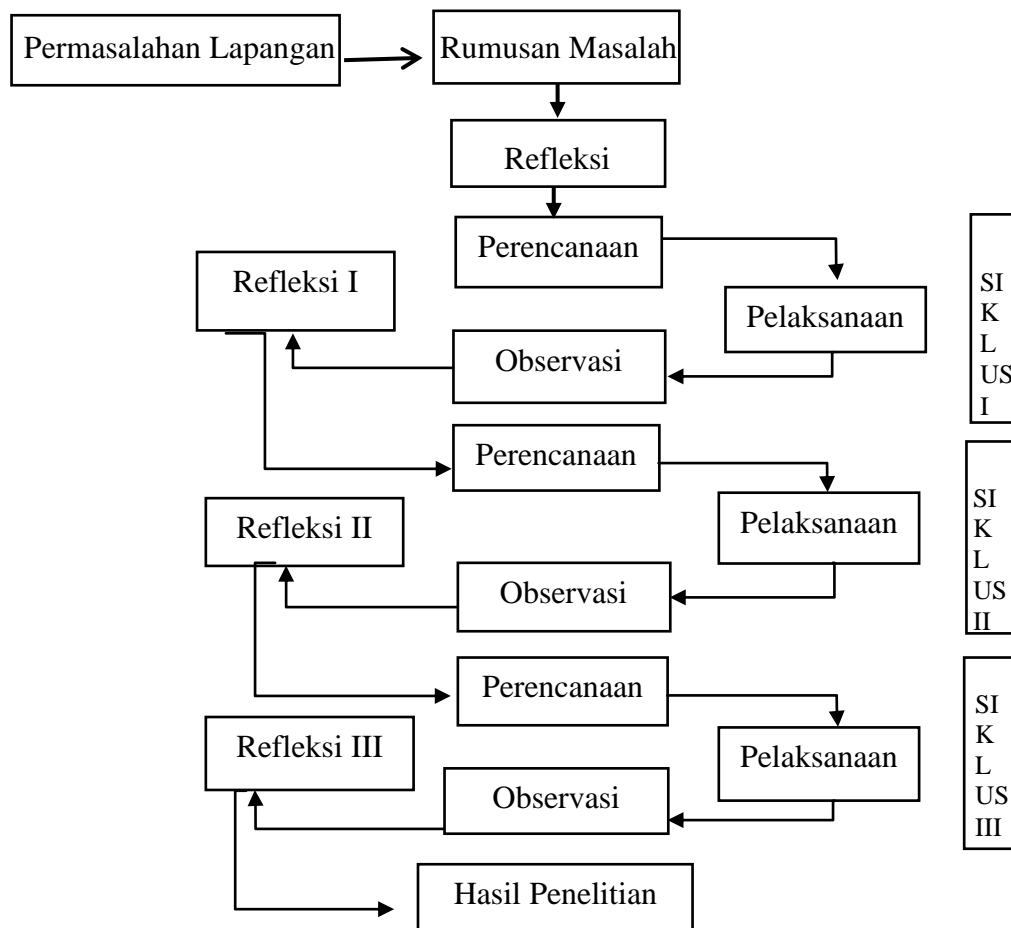 Permasalahan Lapangan
Rumusan Masalah
Refleksi
Perencanaan
Refleksi I
Pelaksanaan
Observasi
SI
K
L
US
I
Perencanaan
Refleksi II
Pelaksanaan
Observasi
SI
K
L
US
II
Perencanaan
Refleksi III
Pelaksanaan
Observasi
SI
K
L
US
III
Hasil Penelitian